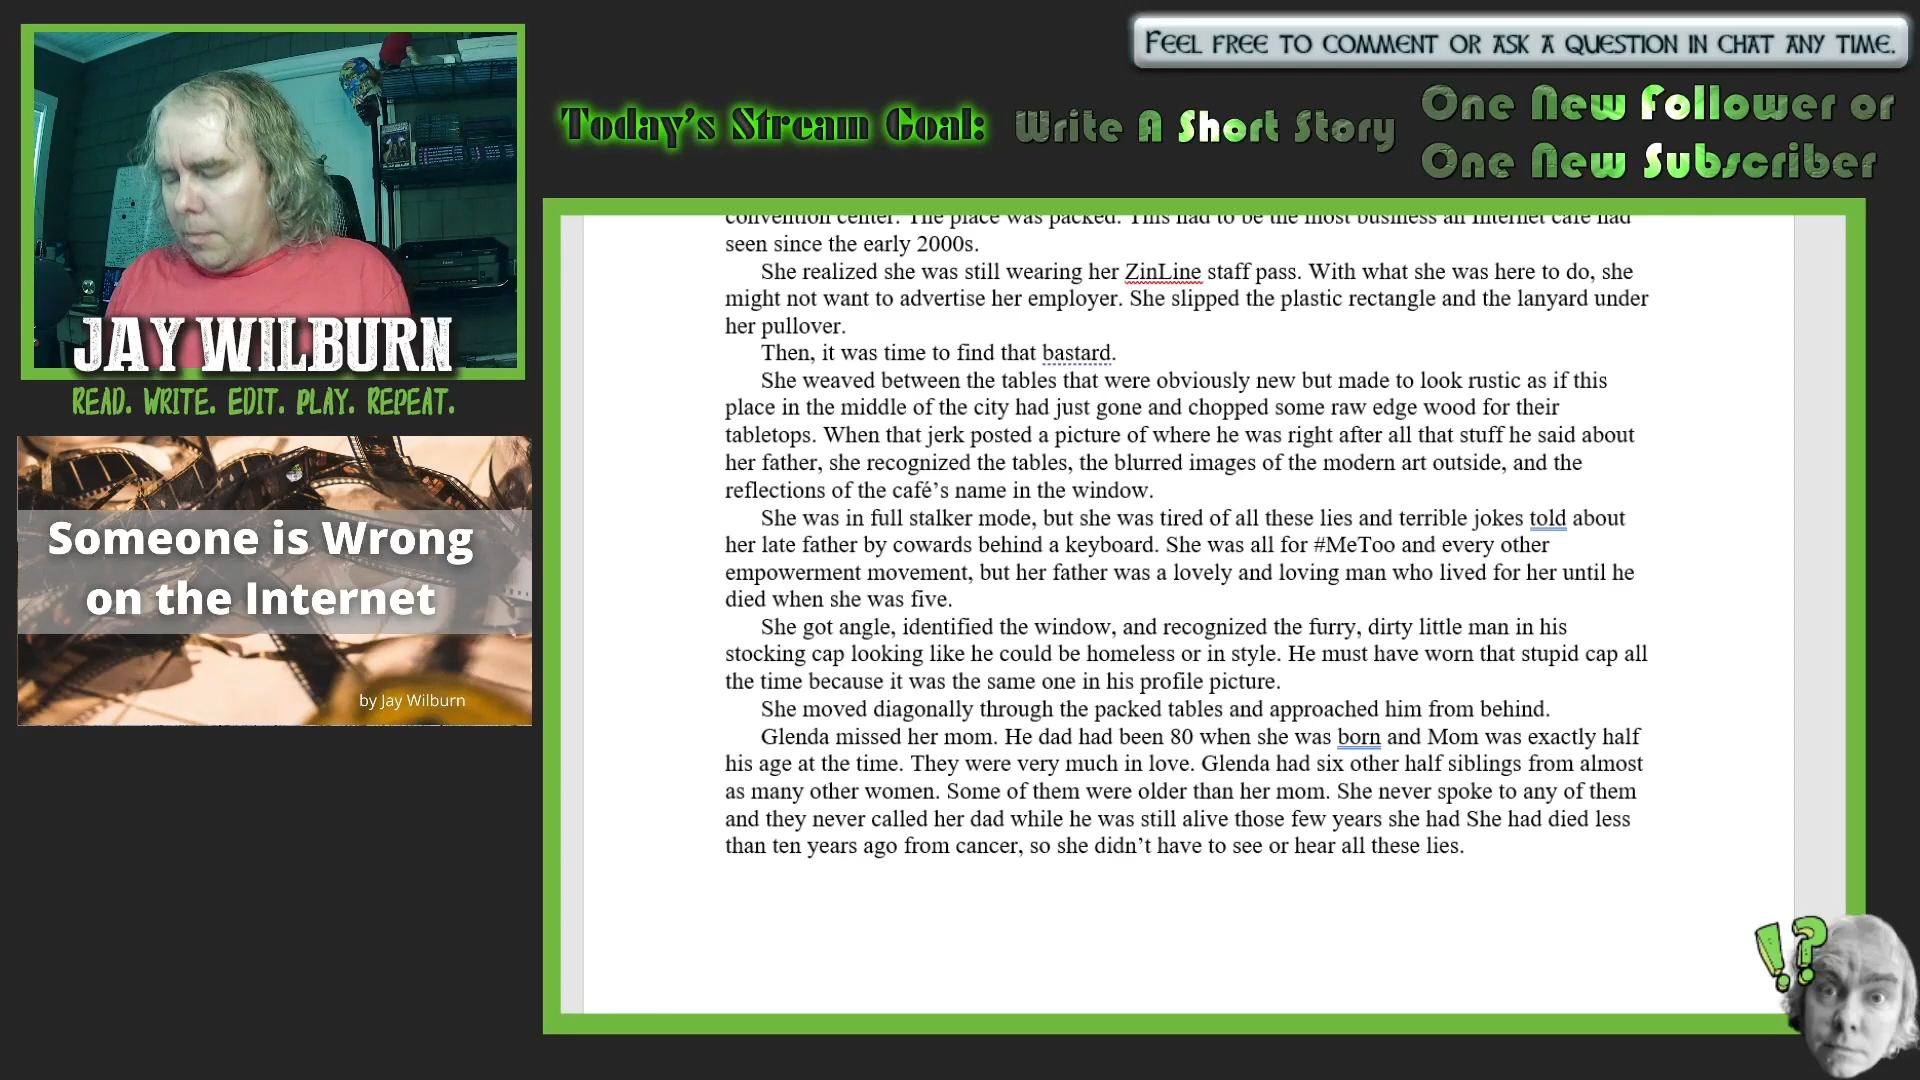 FEEL FREE TO COMMENT OR ASK A QUESTION IN CHAT ANY TIME.
Today's Stream Goal:
Write A Short Story
One New Follower or
One New Subscriber
JAY WILBURN
READ. WRITE. EDIT. PLAY. REPEAT.
Someone is Wrong
on the Internet
by Jay Wilburn
convention center. The place was packed. This had to be the most business an internet café had
seen since the early 2000s.
She realized she was still wearing her ZinLine staff pass. With what she was here to do, she
might not want to advertise her employer. She slipped the plastic rectangle and the lanyard under
her pullover.
Then, it was time to find that bastard.
She weaved between the tables that were obviously new but made to look rustic as if this
place in the middle of the city had just gone and chopped some raw edge wood for their
tabletops. When that jerk posted a picture of where he was right after all that stuff he said about
her father, she recognized the tables, the blurred images of the modern art outside, and the
reflections of the café’s name in the window.
She was in full stalker mode, but she was tired of all these lies and terrible jokes told about
her late father by cowards behind a keyboard. She was all for #MeToo and every other
empowerment movement, but her father was a lovely and loving man who lived for her until he
died when she was five.
She got angle, identified the window, and recognized the furry, dirty little man in his
stocking cap looking like he could be homeless or in style. He must have worn that stupid cap all
the time because it was the same one in his profile picture.
She moved diagonally through the packed tables and approached him from behind.
Glenda missed her mom. He dad had been 80 when she was born and Mom was exactly half
his age at the time. They were very much in love. Glenda had six other half siblings from almost
as many other women. Some of them were older than her mom. She never spoke to any of them
and they never called her dad while he was still alive those few years she had She had died less
than ten years ago from cancer, so she didn’t have to see or hear all these lies.
!?